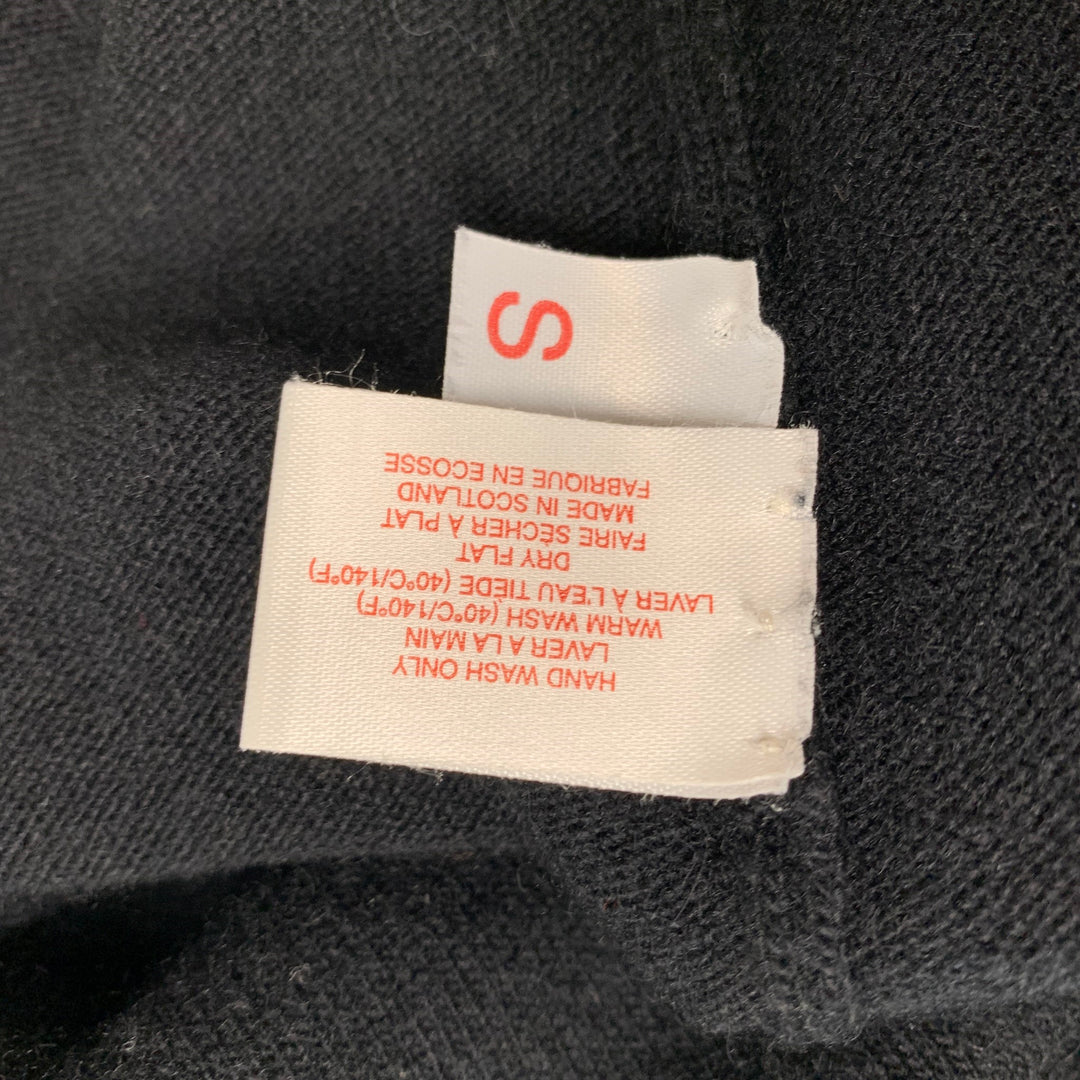 S
HAND WASH ONLY
LAVER A LA MAIN
WARM WASH (40°C/140°F)
LAVER À L'EAU TIÈDE (40°C/140°F)
DRY FLAT
FAIRE SÉCHER À PLAT
MADE IN SCOTLAND
FABRIQUE EN ECOSSE